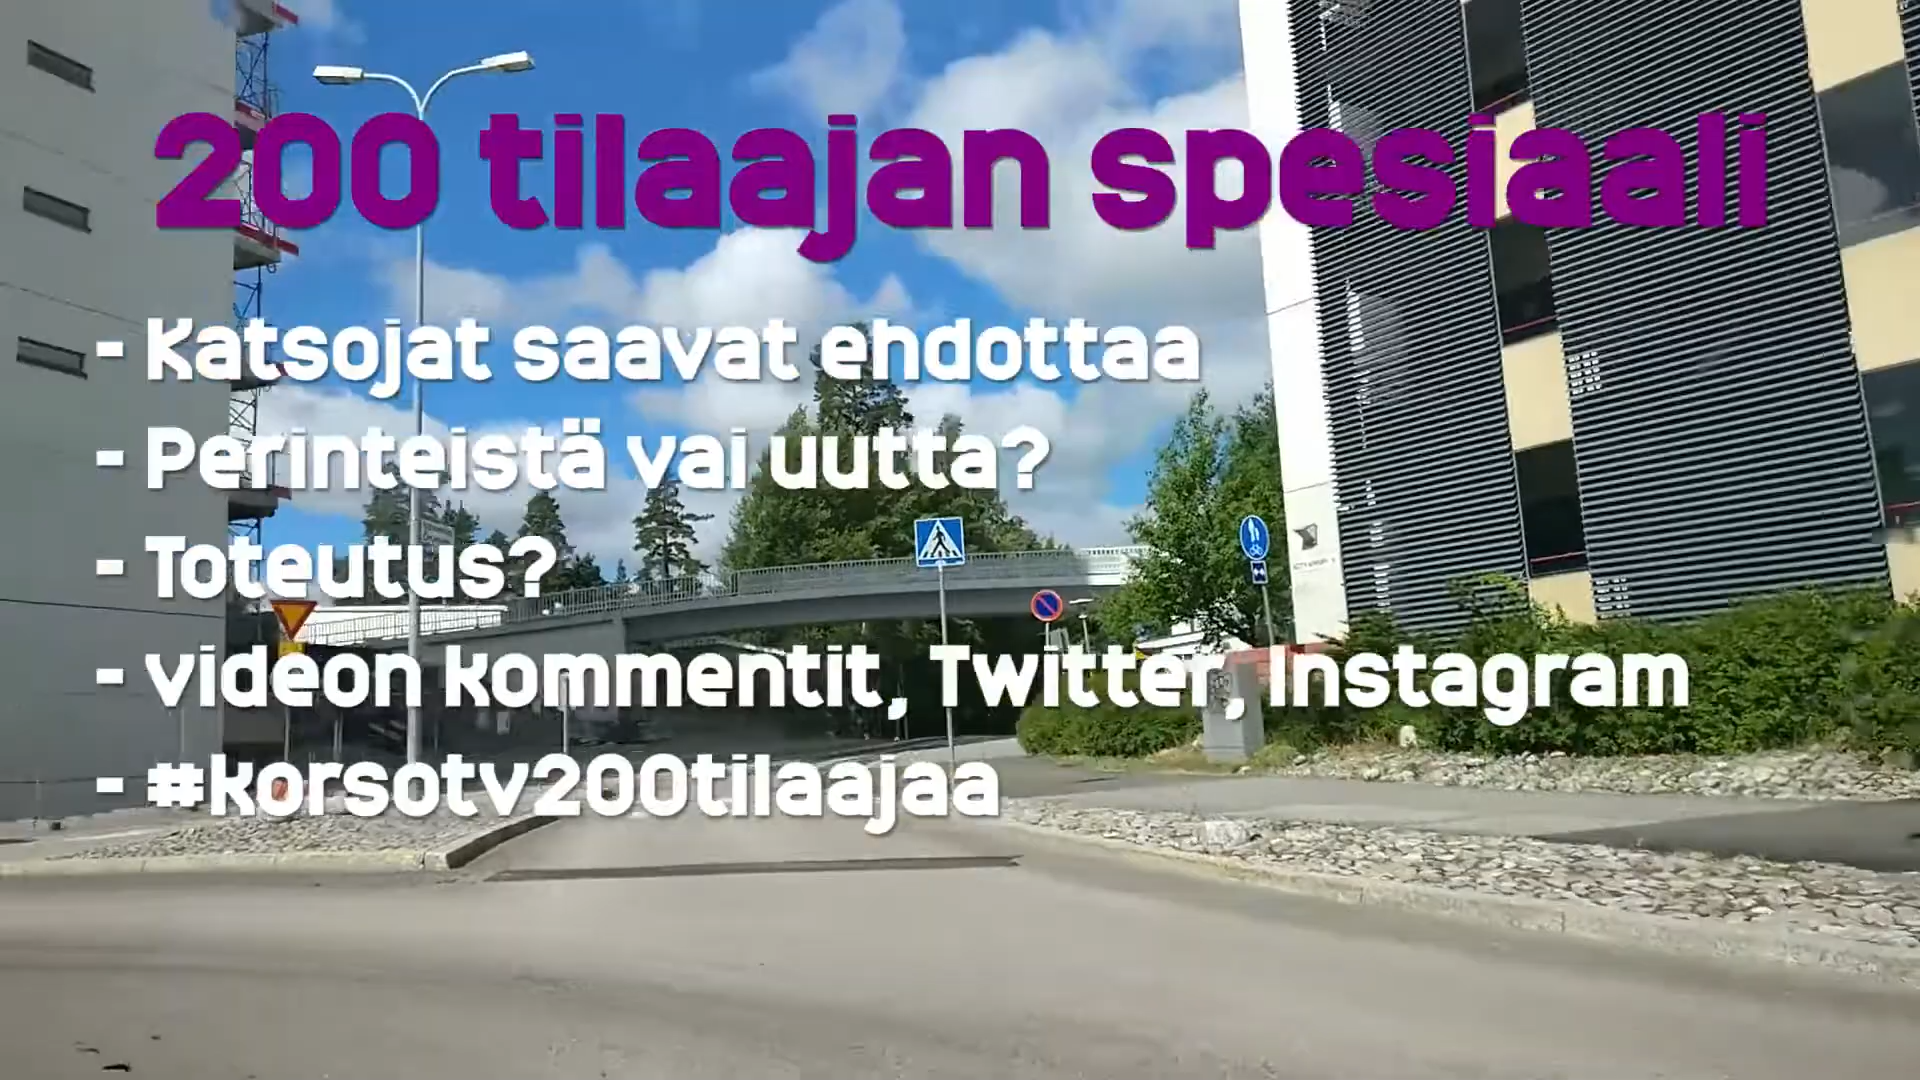 200 tilaajan spesiaali
- Katsojat saavat ehdottaa
- Perinteistä vai uutta?
- Toteutus?
- videon kommentit, Twitter, Instagram
- #korsotv200tilaajaa